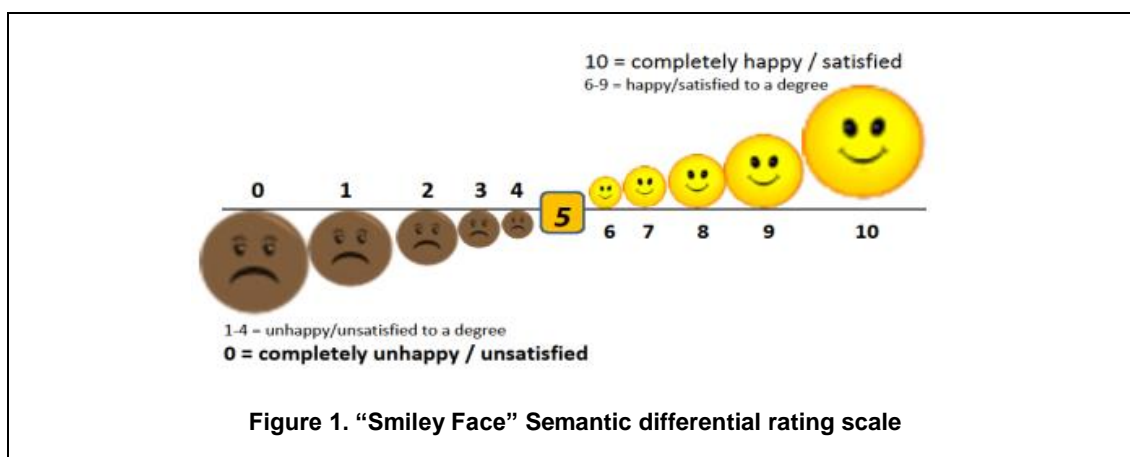 10 = completely happy / satisfied
6-9 = happy/satisfied to a degree
0 1 2 3 4
5
6 7 8 9 10
1-4 = unhappy/unsatisfied to a degree
0 = completely unhappy / unsatisfied
Figure 1. “Smiley Face” Semantic differential rating scale